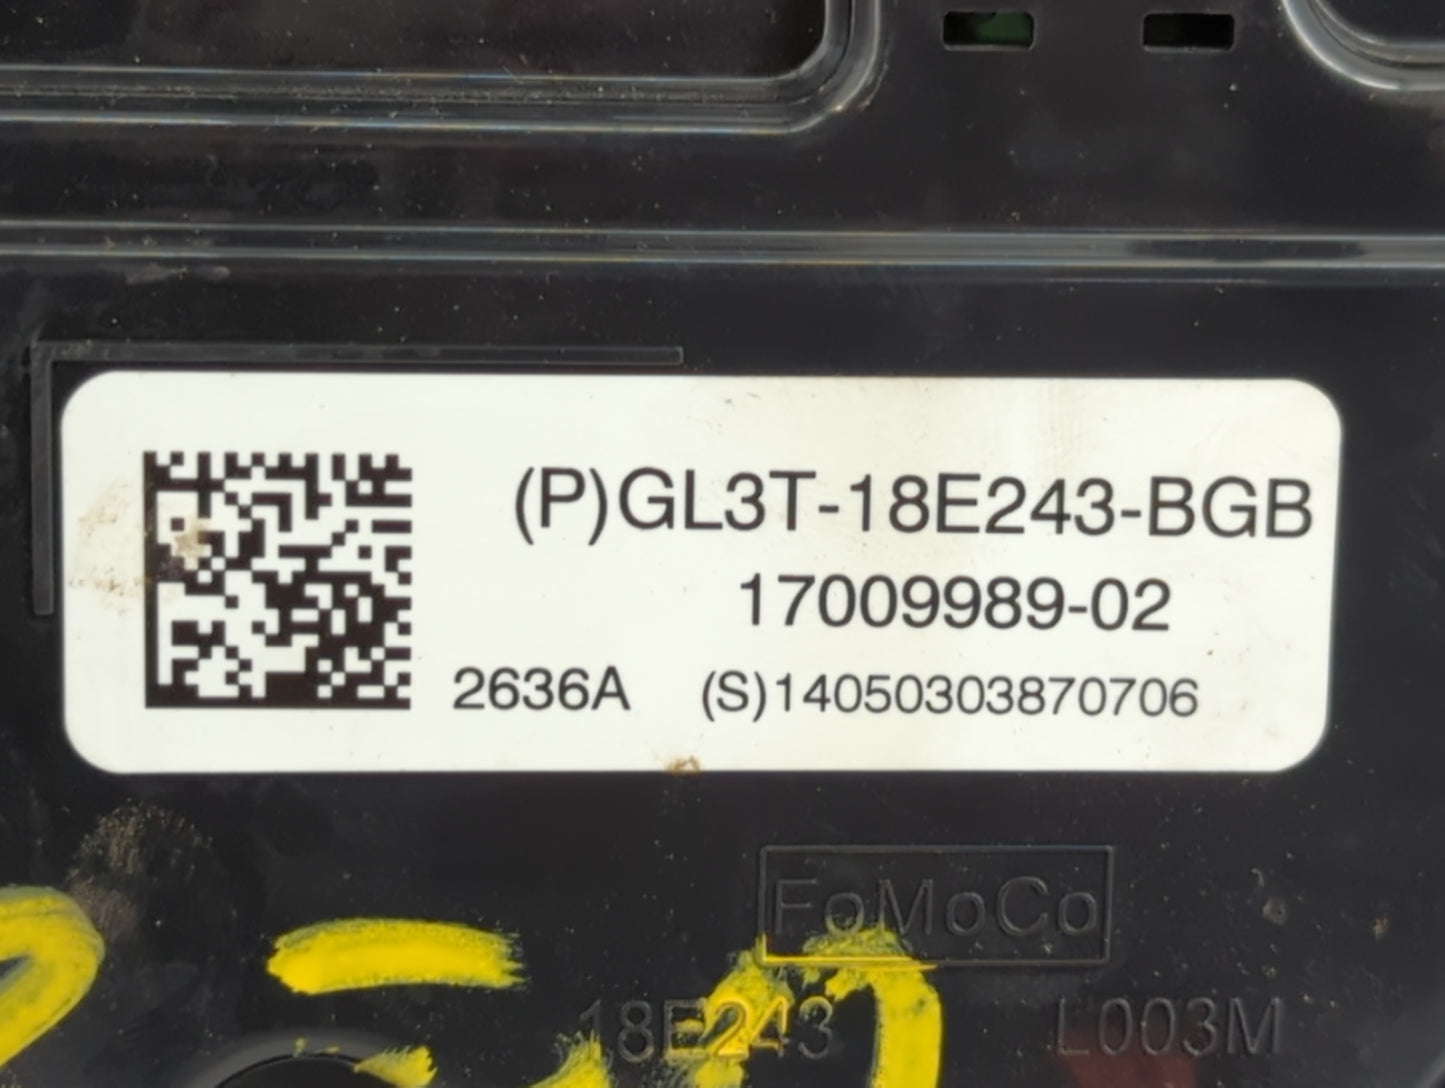 (P)GL3T-18E243-BGB
17009989-02
2636A (S)14050303870706
FoMoCo
18E243 L003M